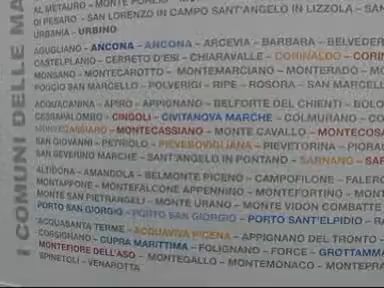 AL METAURO - MONTE PORZIO -
DI PESARO - SAN LORENZO IN CAMPO SANT'ANGELO IN LIZZOLA - SAN
URBANIA - URBINO
AGUGLIANO - ANCONA - ANCONA - ARCEVIA - BARBARA - BELVEDER
CASTELPLANIO - CERRETO D'ESI - CHIARAVALLE - CORINALDO - CORIN
MONSANO - MONTECAROTTO - MONTEMARCIANO - MONTERADO - MO
POGGIO SAN MARCELLO - POLVERIGI - RIPE - ROSORA - SAN MARCELL
ACQUACANINA - APIRO - APPIGNANO - BELFORTE DEL CHIENTI - BOLO
CESSAPALOMBO - CINGOLI - CIVITANOVA MARCHE - COLMURANO - CO
MONTECASSIANO - MONTE CAVALLO - MONTECOSA
SAN GIOVANNI - PETRIOLO - PIEVEBOVIGLIANA - PIEVETORINA - PIORA
SAN SEVERINO MARCHE - SANT'ANGELO IN PONTANO - SARNANO - SAR
ALTIDONA - AMANDOLA - BELMONTE PICENO - CAMPOFILONE - FALER
MONTAPPONE - MONTEFALCONE APPENNINO - MONTEFORTINO - MONT
MONTE SAN PIETRANGELI - MONTE URANO - MONTE VIDON COMBATTE
PORTO SAN GIORGIO - PORTO SAN GIORGIO - PORTO SANT'ELPIDIO - RA
ACQUASANTA TERME - ACQUAVIVA PICENA - APPIGNANO DEL TRONTO -
COSSIGNANO - CUPRA MARITTIMA - FOLIGNANO - FORCE - GROTTAMMA
MONTEFIORE DELL'ASO - MONTEGALLO - MONTEMONACO - MONTEPRA
SPINETOLI - VENAROTTA
I COMUNI DELLE MA